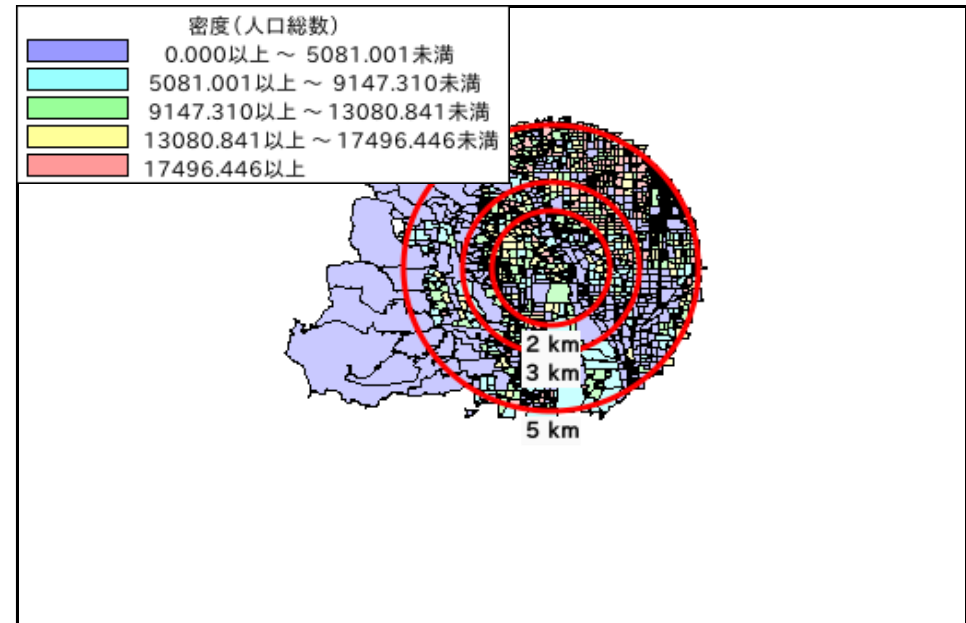 密度(人口総数)
0.000以上 ～ 5081.001未満
5081.001以上 ～ 9147.310未満
9147.310以上 ～ 13080.841未満
13080.841以上 ～ 17496.446未満
17496.446以上
2 km
3 km
5 km